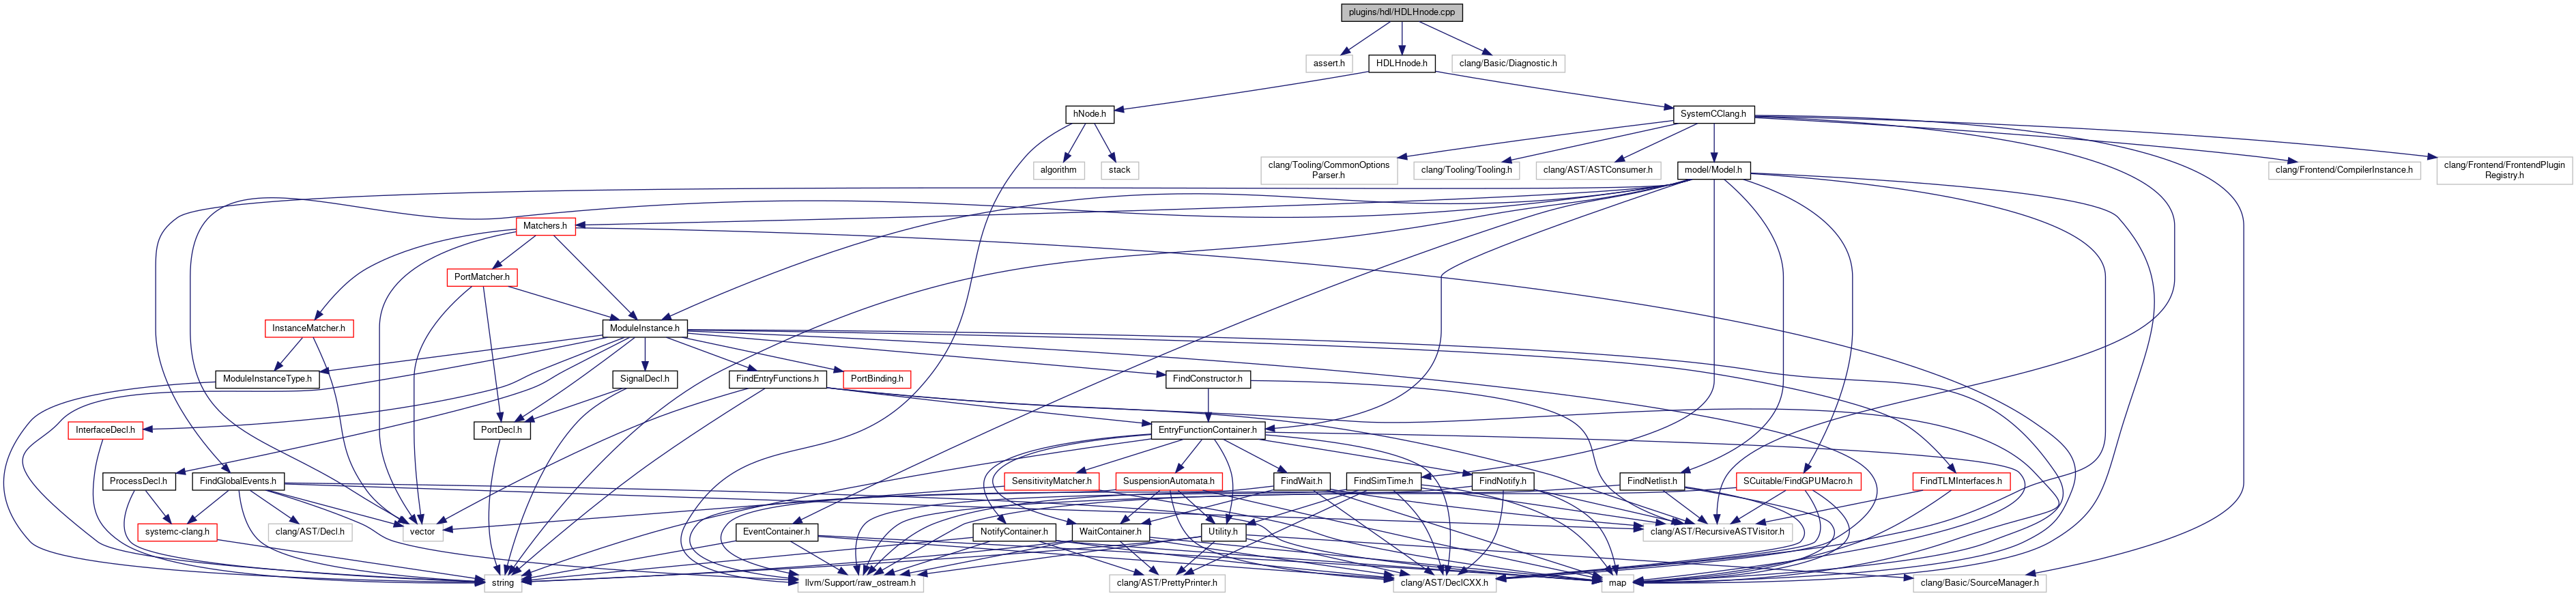 plugins/hdl/HDLHnode.cpp
assert.h
HDLHnode.h
clang/Basic/Diagnostic.h
hNode.h
SystemCClang.h
algorithm
stack
clang/Tooling/CommonOptions
Parser.h
clang/Tooling/Tooling.h
clang/AST/ASTConsumer.h
model/Model.h
clang/Frontend/CompilerInstance.h
clang/Frontend/FrontendPlugin
Registry.h
Matchers.h
PortMatcher.h
InstanceMatcher.h
ModuleInstance.h
ModuleInstanceType.h
SignalDecl.h
FindEntryFunctions.h
PortBinding.h
FindConstructor.h
InterfaceDecl.h
PortDecl.h
EntryFunctionContainer.h
ProcessDecl.h
FindGlobalEvents.h
SensitivityMatcher.h
SuspensionAutomata.h
FindWait.h
FindSimTime.h
FindNotify.h
FindNetlist.h
SCuitable/FindGPUMacro.h
FindTLMInterfaces.h
systemc-clang.h
clang/AST/Decl.h
vector
EventContainer.h
NotifyContainer.h
WaitContainer.h
Utility.h
clang/AST/RecursiveASTVisitor.h
string
llvm/Support/raw_ostream.h
clang/AST/PrettyPrinter.h
clang/AST/DeclCXX.h
map
clang/Basic/SourceManager.h